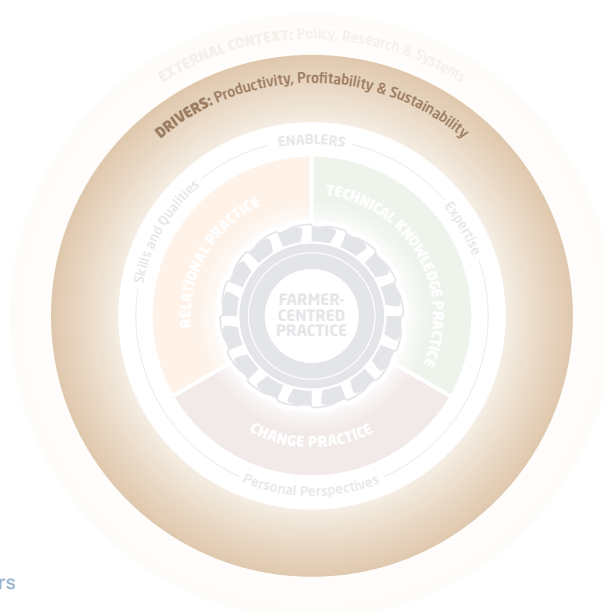 EXTERNAL CONTEXT: Policy, Research & Systems
DRIVERS: Productivity, Profitability & Sustainability
ENABLERS
Skills and Qualities
Expertise
RELATIONAL PRACTICE
TECHNICAL KNOWLEDGE PRACTICE
FARMER-
CENTRED
PRACTICE
CHANGE PRACTICE
Personal Perspectives
rs